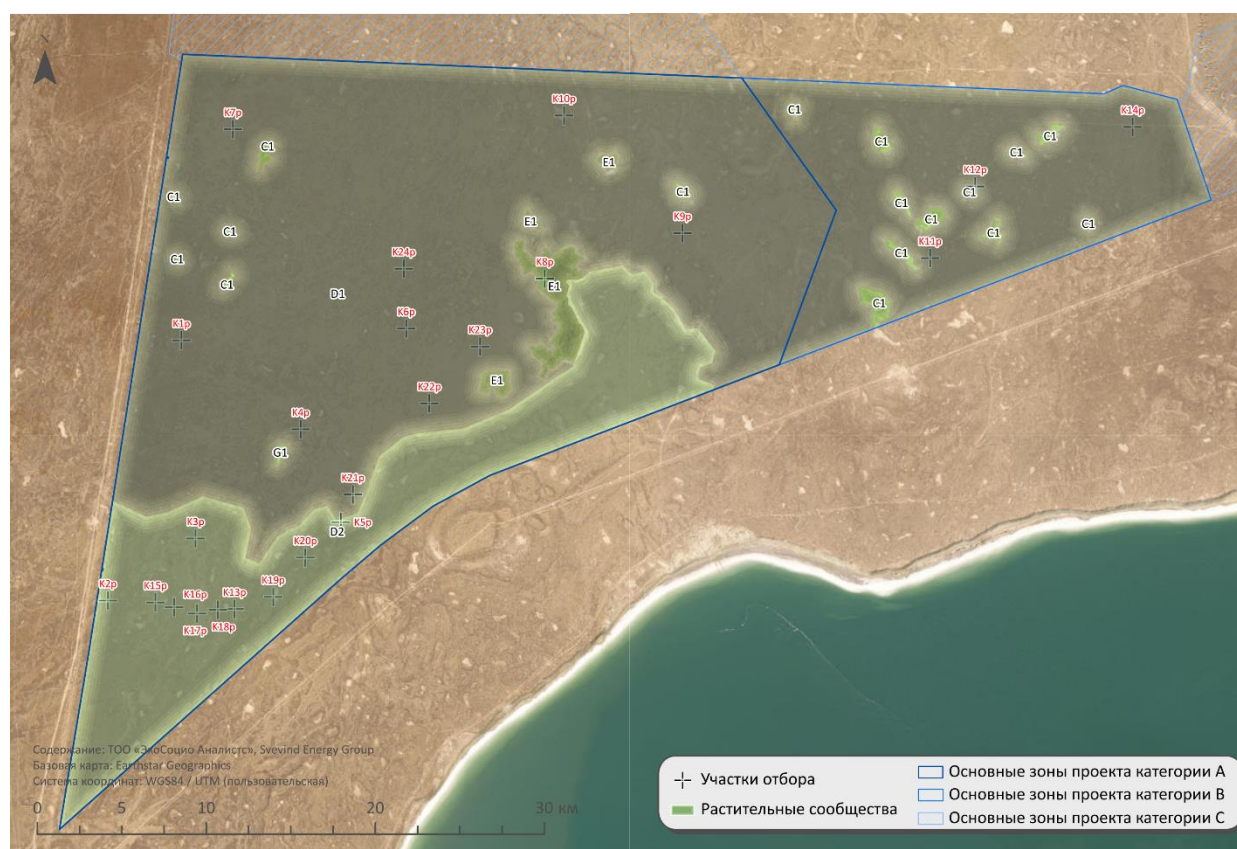 N
K10p
K7p
C1
K14p
C1
C1
C1
C1
E1
K12p
C1
C1
C1
C1
E1
C1
C1
C1
K9p
C1
C1
C1
K11p
K24p
K8p
C1
E1
D1
C1
K6p
K1p
K23p
E1
K22p
K4p
G1
K21p
K5p
D2
K3p
K20p
K2p
K15p
K16p
K13p
K19p
K17p
K18p
Содержание: ТОО «ЭкоСоцио Аналистс», Svevind Energy Group
Базовая карта: Earthstar Geographics
Система координат: WGS84 / UTM (пользовательская)
0 5 10 20 30 км
Участки отбора
Растительные сообщества
Основные зоны проекта категории А
Основные зоны проекта категории В
Основные зоны проекта категории С